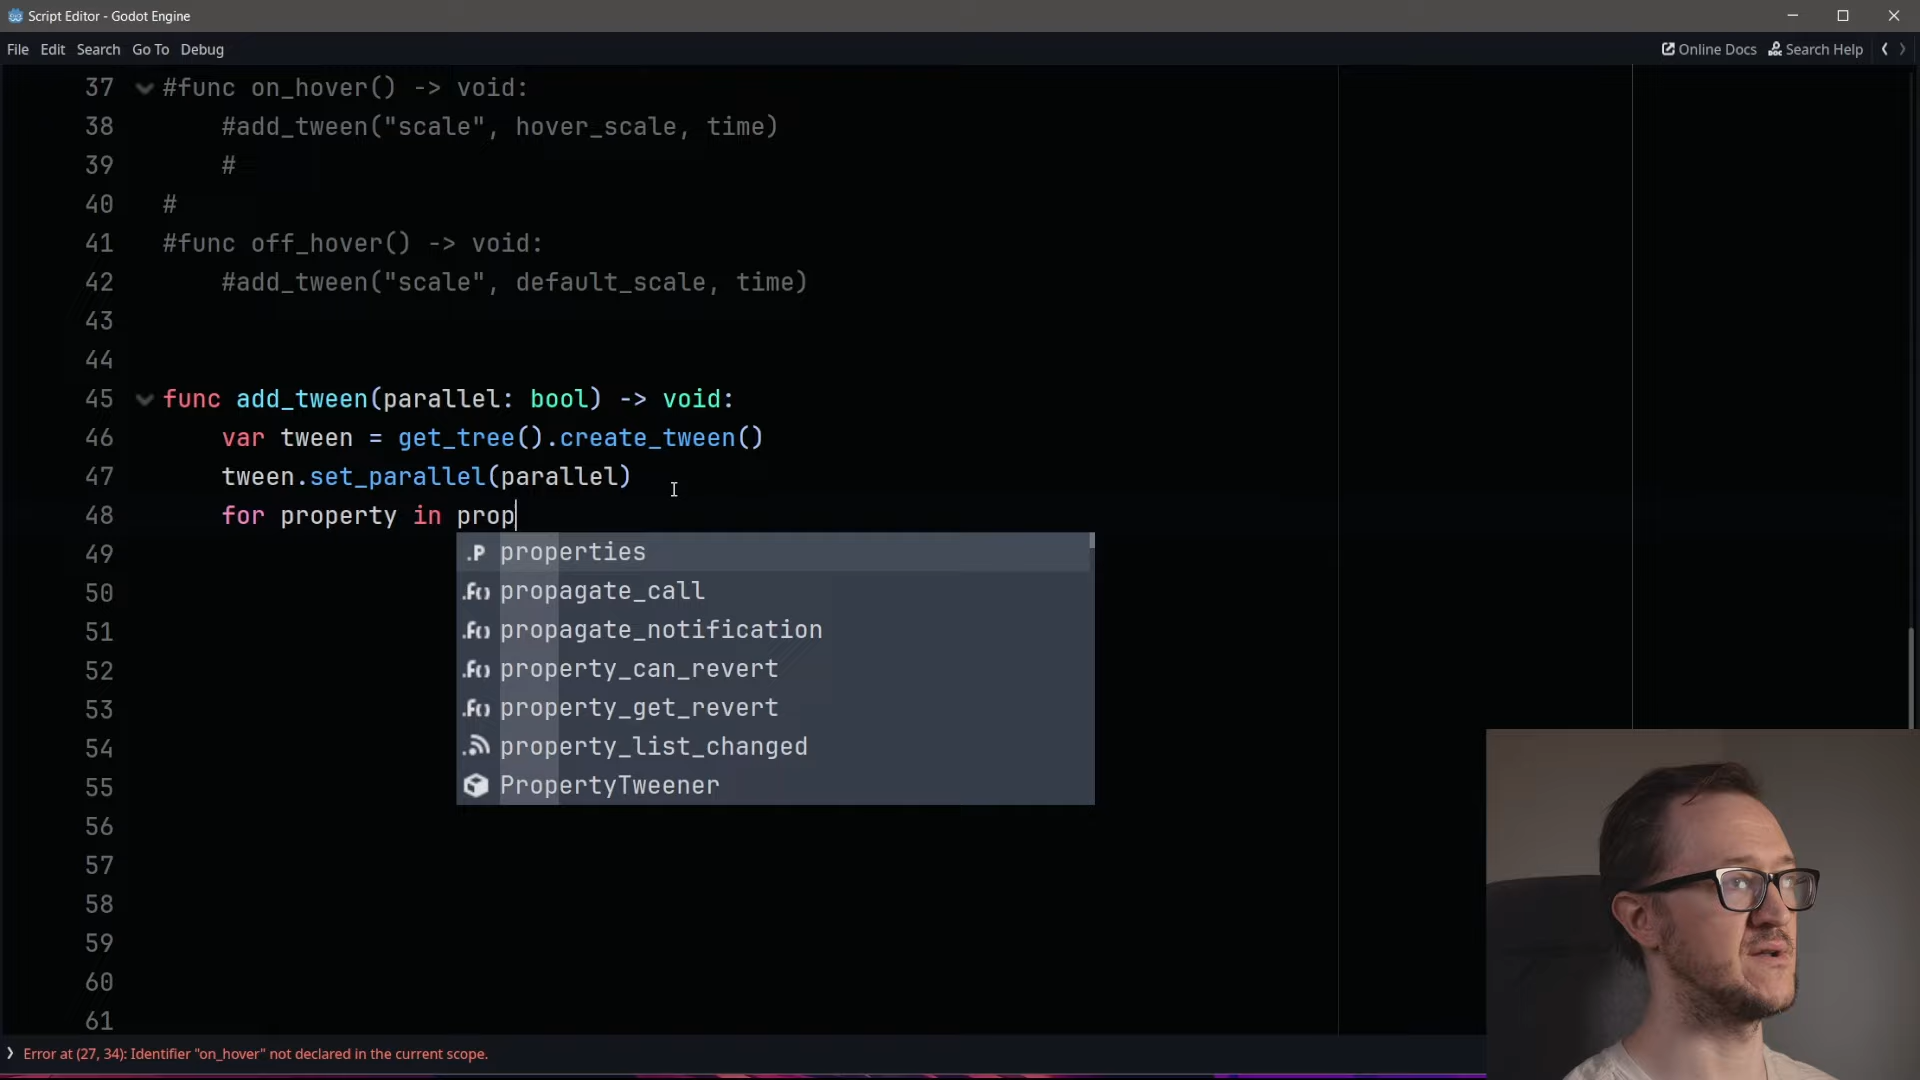 Script Editor - Godot Engine
File Edit Search Go To Debug
Online Docs Search Help
37 #func on_hover() -> void:
38 #add_tween("scale", hover_scale, time)
39 #
40 #
41 #func off_hover() -> void:
42 #add_tween("scale", default_scale, time)
43
44
45 func add_tween(parallel: bool) -> void:
46 var tween = get_tree().create_tween()
47 tween.set_parallel(parallel)
48 for property in prop
49
properties
50
propagate_call
51
propagate_notification
52
property_can_revert
53
property_get_revert
54
property_list_changed
55
PropertyTweener
56
57
58
59
60
61
Error at (27, 34): Identifier "on_hover" not declared in the current scope.